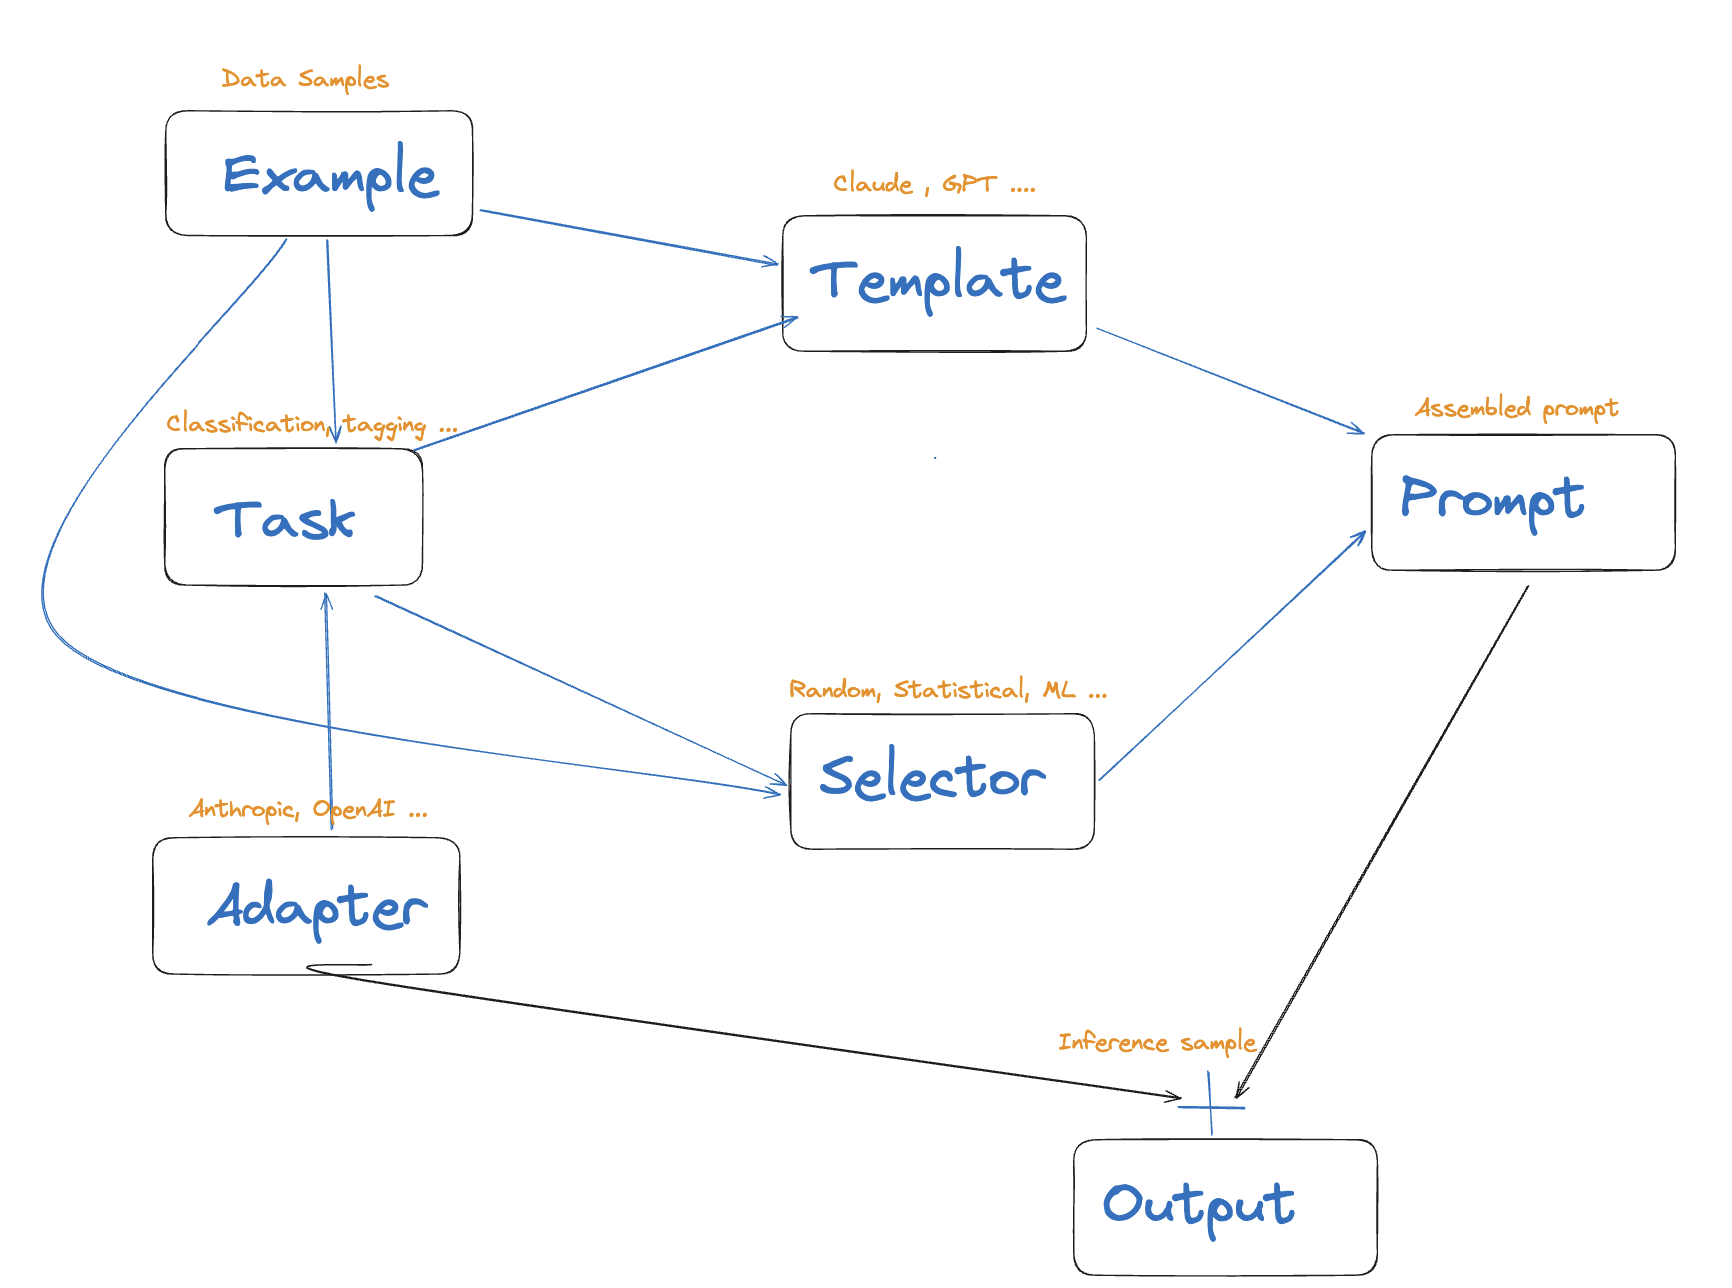 Data Samples
Example
Claude , GPT ....
Template
Classification, tagging ...
Task
Assembled prompt
Prompt
Random, Statistical, ML ...
Selector
Anthropic, OpenAI ...
Adapter
Inference sample
Output